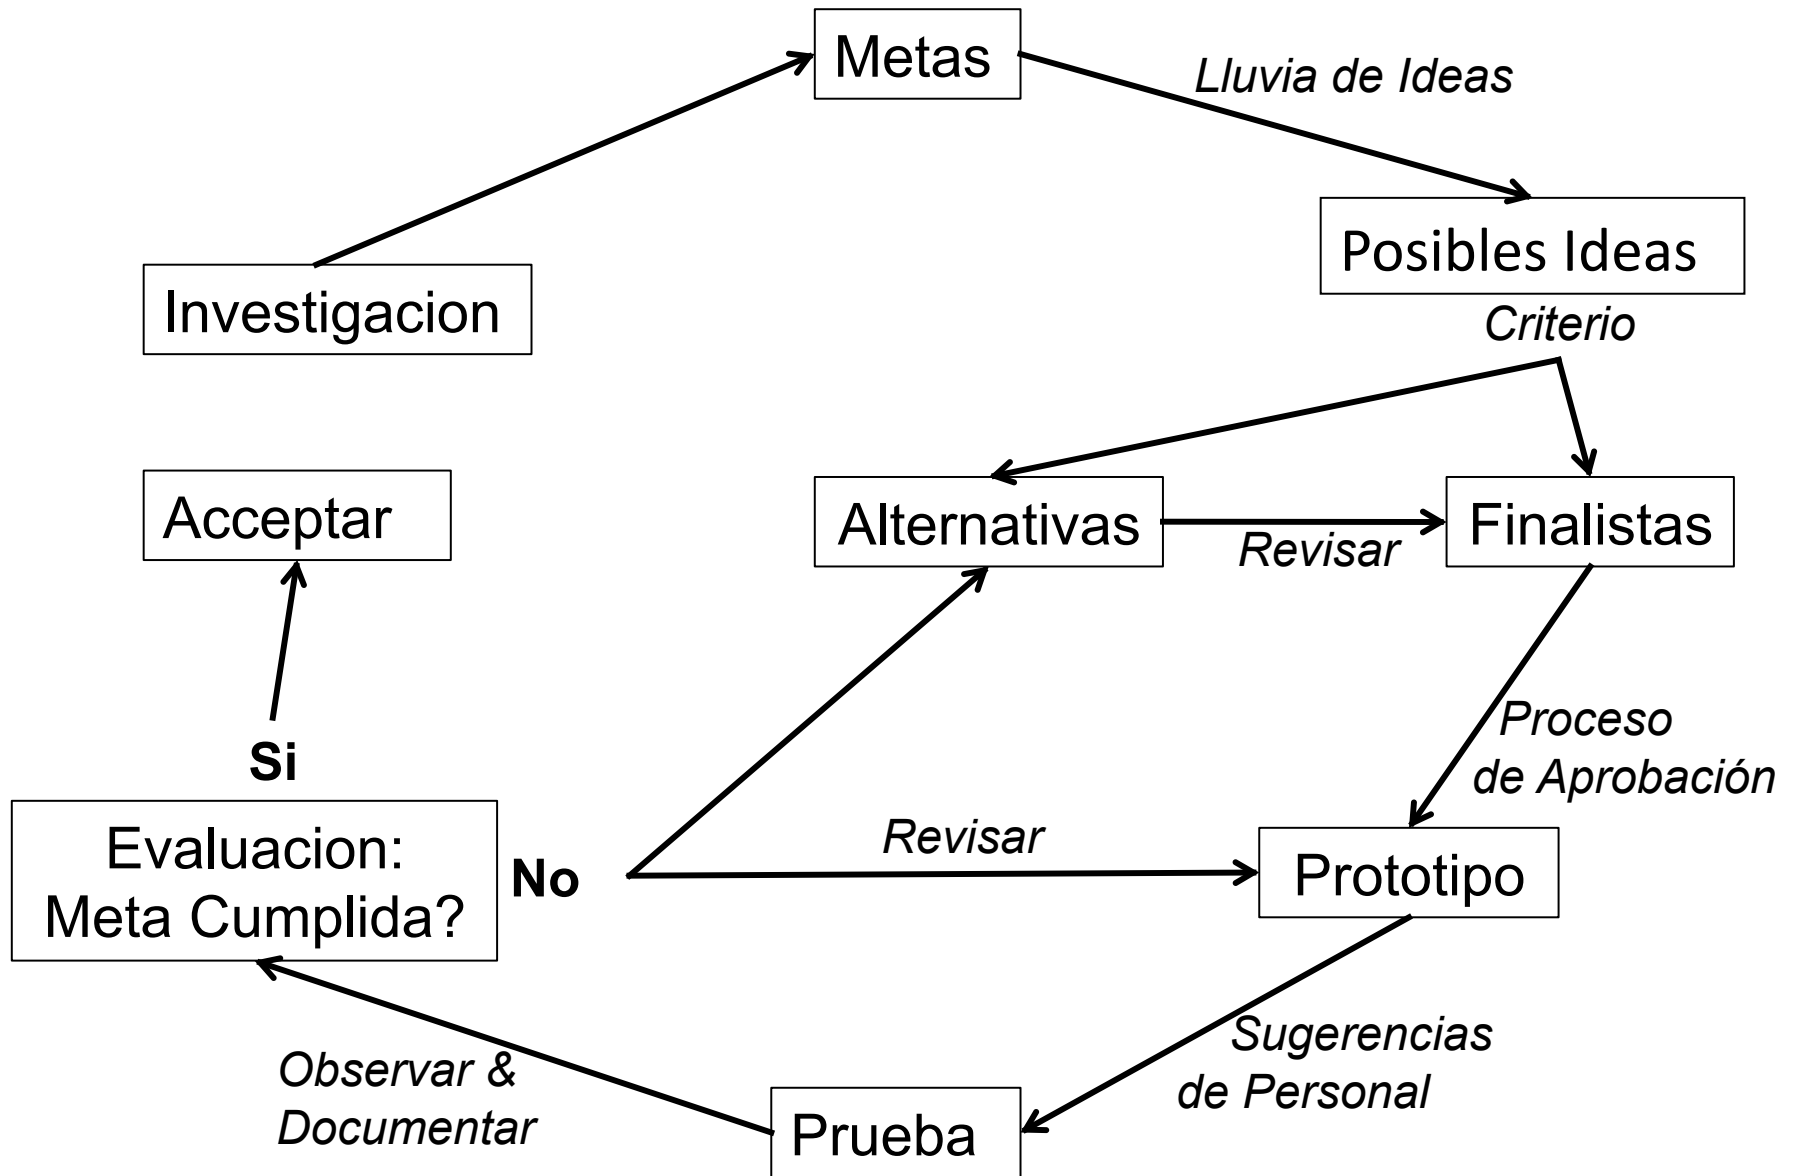 Metas
Lluvia de Ideas
Posibles Ideas
Investigacion
Criterio
Acceptar
Alternativas
Revisar
Finalistas
Proceso
de Aprobación
Si
Evaluacion:
Meta Cumplida?
No
Revisar
Prototipo
Sugerencias
de Personal
Observar &
Documentar
Prueba